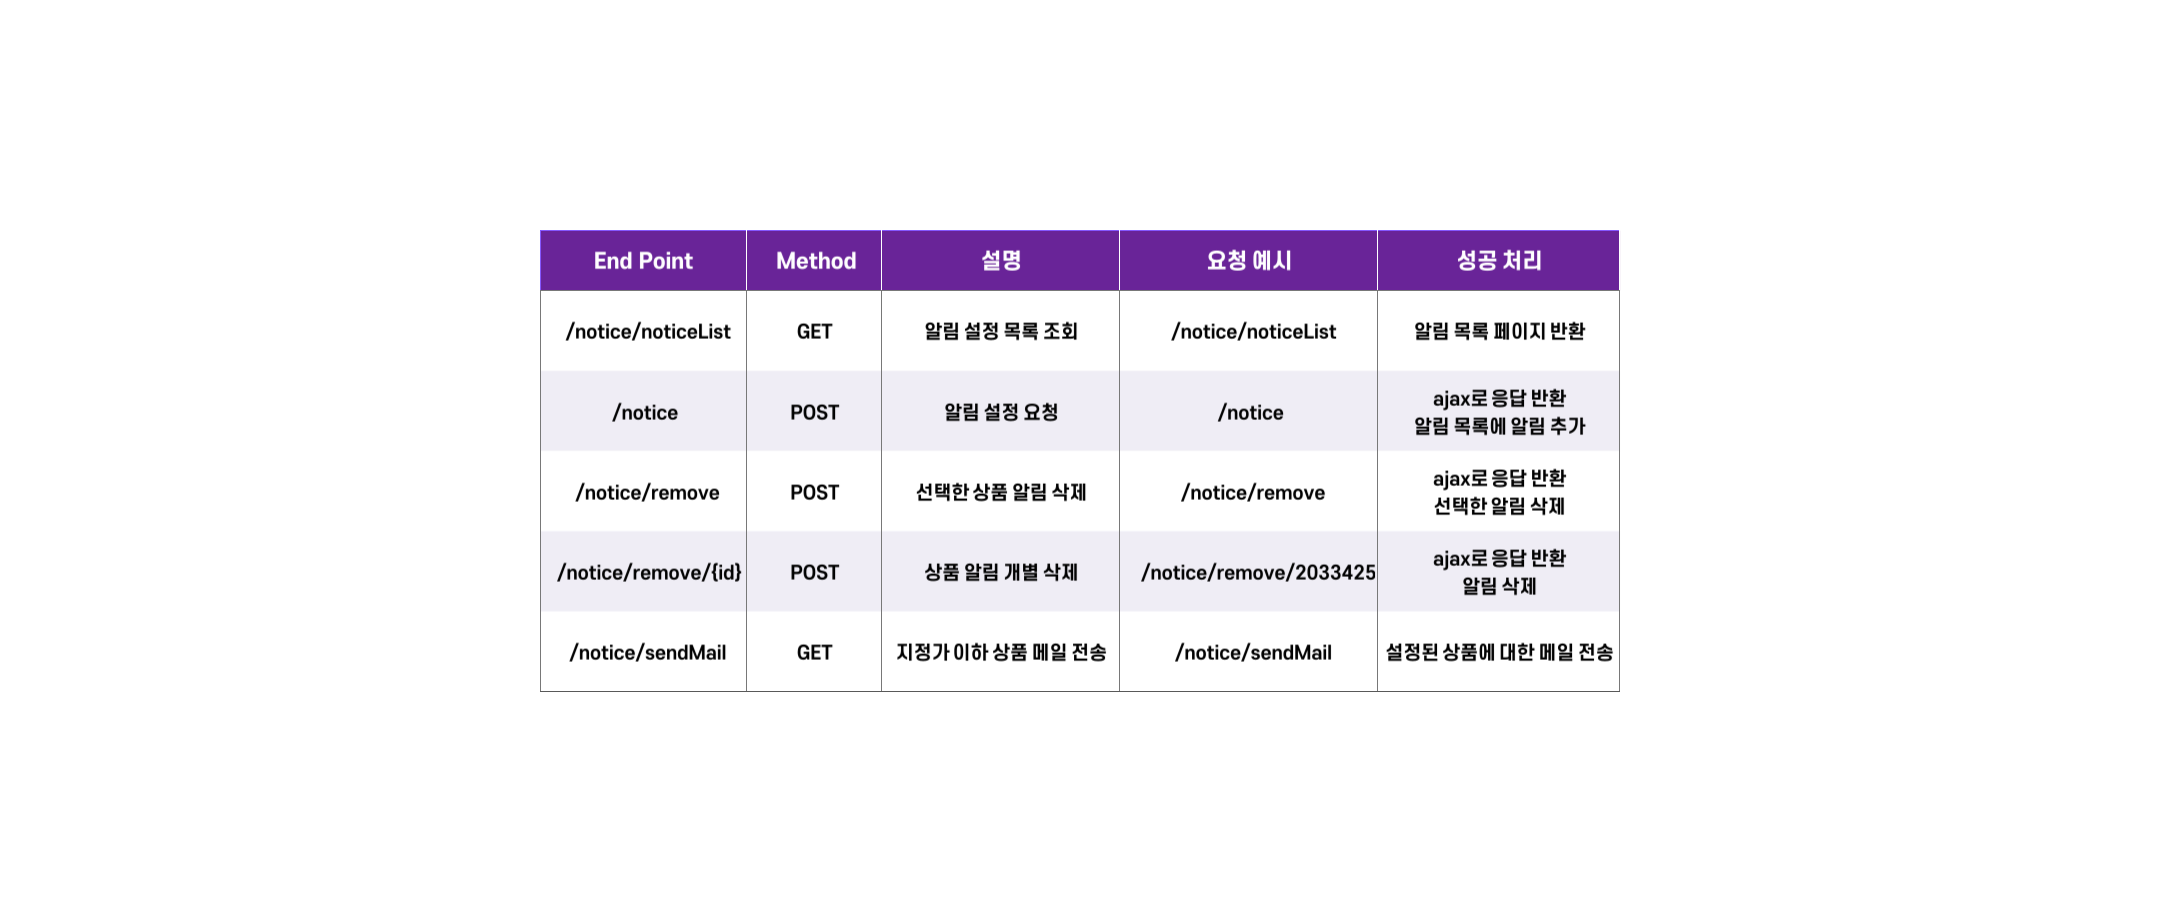 End Point Method 설명 요청 예시 성공 처리
/notice/noticeList GET 알림 설정 목록 조회 /notice/noticeList 알림 목록 페이지 반환
/notice POST 알림 설정 요청 /notice ajax로 응답 반환
알림 목록에 알림 추가
/notice/remove POST 선택한 상품 알림 삭제 /notice/remove ajax로 응답 반환
선택한 알림 삭제
/notice/remove/{id} POST 상품 알림 개별 삭제 /notice/remove/2033425 ajax로 응답 반환
알림 삭제
/notice/sendMail GET 지정가 이하 상품 메일 전송 /notice/sendMail 설정된 상품에 대한 메일 전송